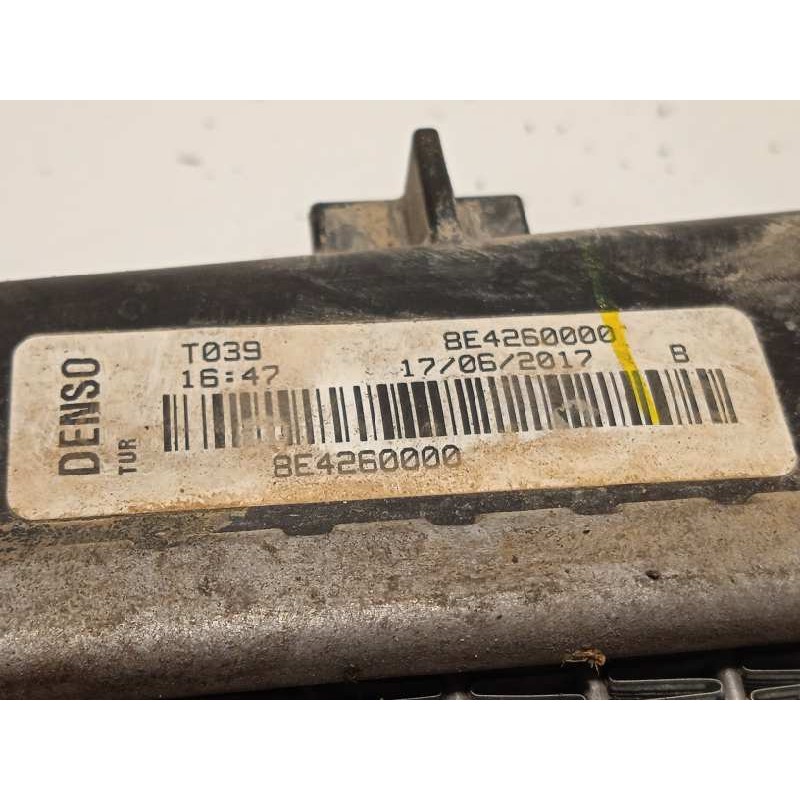 DENSO
TUR
T039 8E4260000
16:47 17/06/2017 B
8E4260000